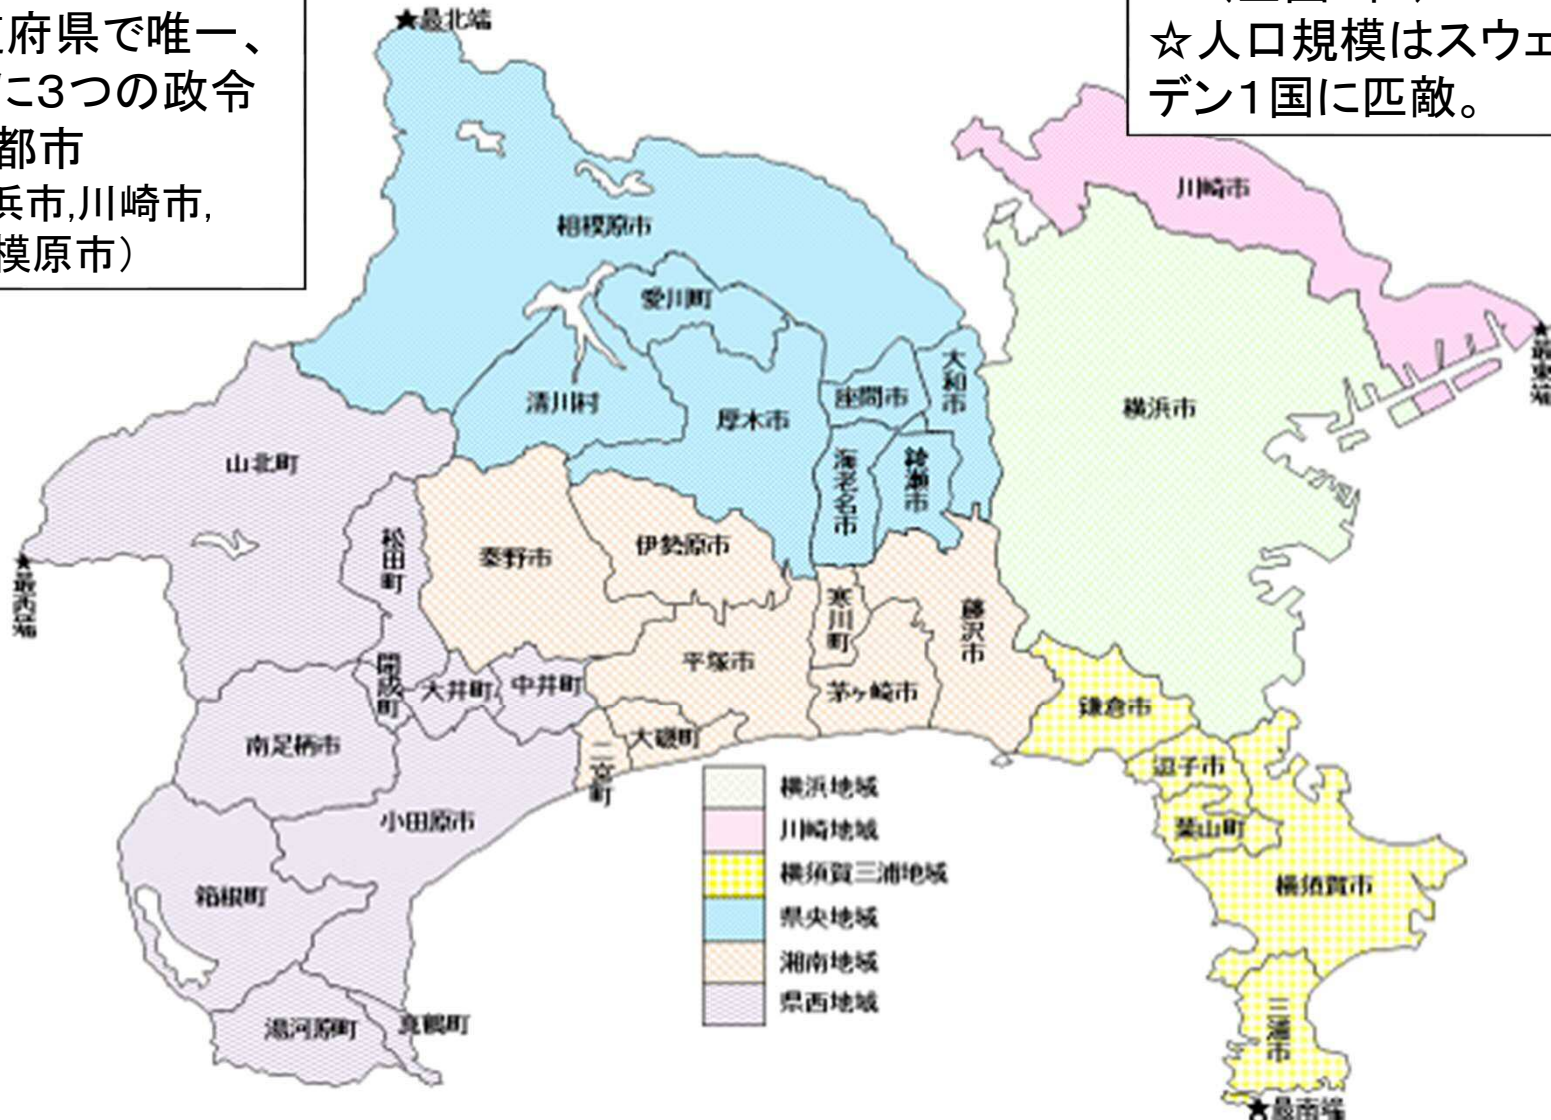 府県で唯一、
に３つの政令
都市
浜市,川崎市,
模原市）
☆人口規模はスウェ
デン１国に匹敵。
★最北端
川崎市
相模原市
愛川町
★最東端
大和市
座間市
清川村
厚木市
横浜市
海老名市
綾瀬市
山北町
松田町
秦野市
伊勢原市
★最西端
寒川町
藤沢市
開成町
大井町
中井町
平塚市
茅ヶ崎市
鎌倉市
南足柄市
大磯町
二宮町
逗子市
小田原市
葉山町
箱根町
横須賀市
湯河原町
真鶴町
三浦市
★最南端
横浜地域
川崎地域
横須賀三浦地域
県央地域
湘南地域
県西地域